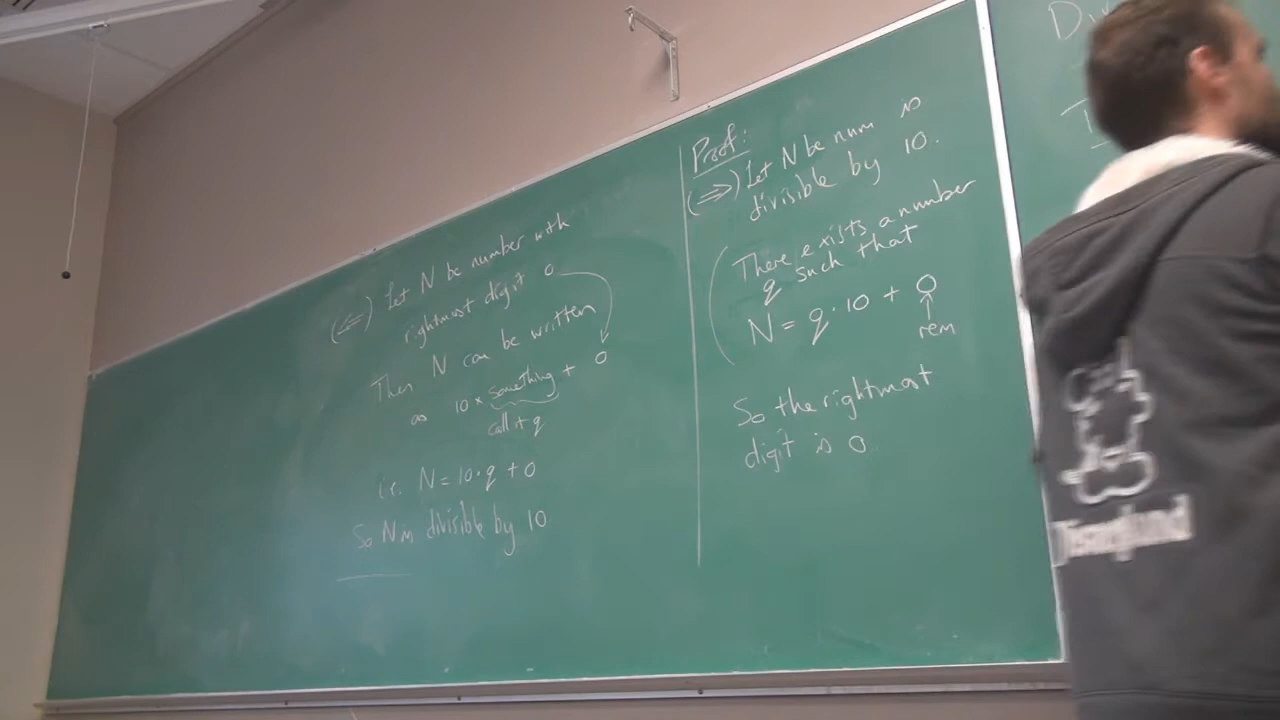 Proof:
(⇒) Let N be num is
divisible by 10.
There exists a number
q such that
N = q · 10 + 0
rem
So the rightmost
digit is 0
(⇐) Let N be number with
rightmost digit 0
Then N can be written
as 10 × something + 0
call it q
i.e. N = 10 · q + 0
So N is divisible by 10
Disneyland